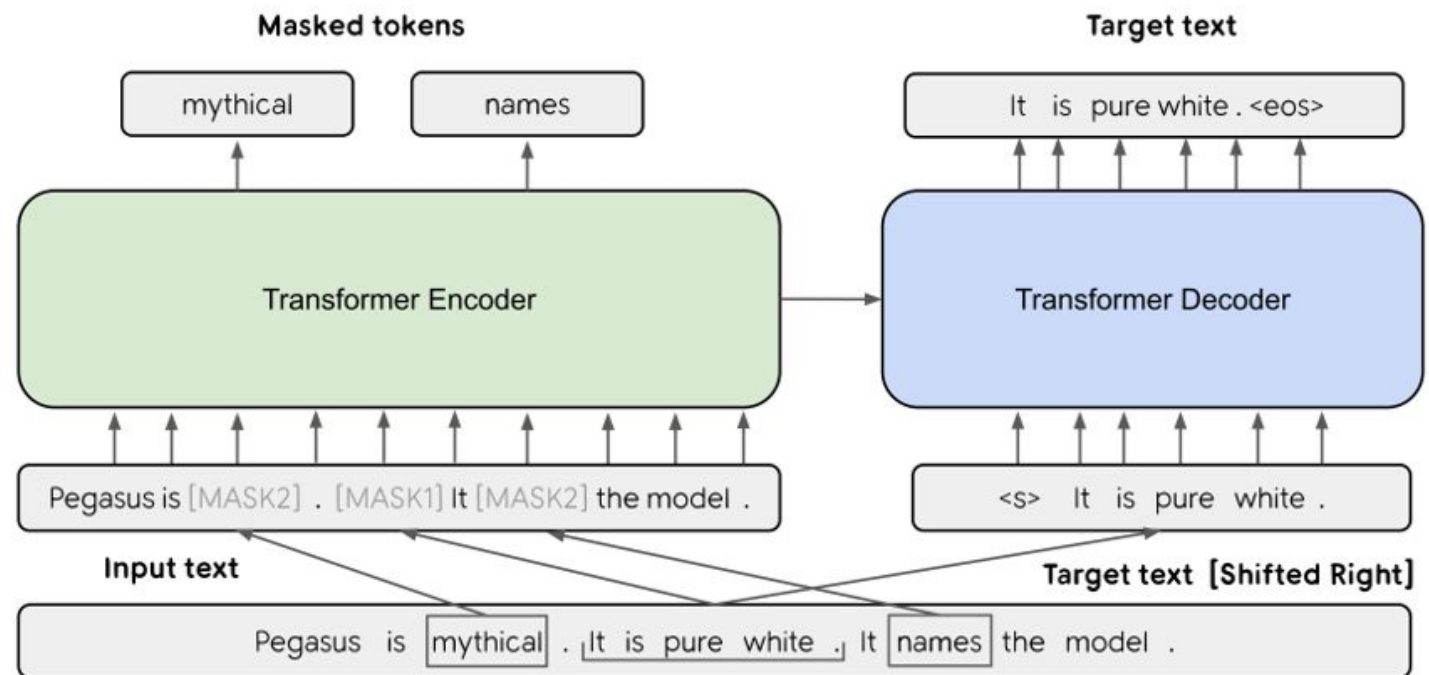 Masked tokens
Target text
mythical
names
It is pure white . <eos>
Transformer Encoder
Transformer Decoder
Pegasus is [MASK2] . [MASK1] It [MASK2] the model .
<s> It is pure white .
Input text
Target text [Shifted Right]
Pegasus is mythical . It is pure white . It names the model .